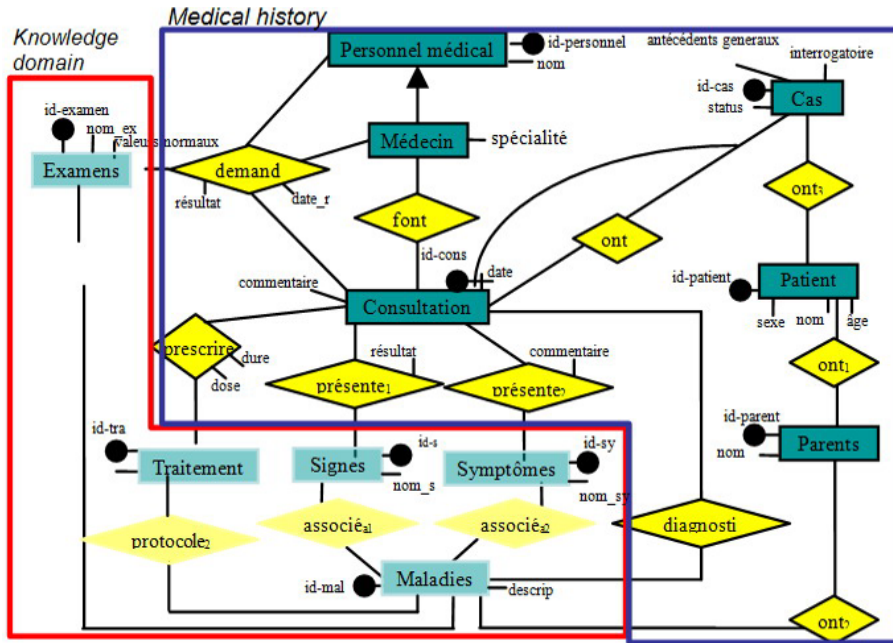 Medical history
Knowledge
domain
Personnel médical
id-personnel
nom
antécédents generaux
interrogatoire
id-cas
status
Cas
id-examen
nom_ex
valeurs normaux
Examens
Médecin
spécialité
demand
résultat
date_r
ont3
font
ont
id-cons
date
commentaire
Consultation
id-patient
Patient
sexe
nom
âge
prescrire
dure
dose
résultat
présente1
commentaire
présente2
ont1
id-parent
nom
Parents
id-tra
Traitement
Signes
id-s
nom_s
Symptômes
id-sy
nom_sy
protocole2
associéa1
associéa2
diagnosti
id-mal
Maladies
descrip
ont2